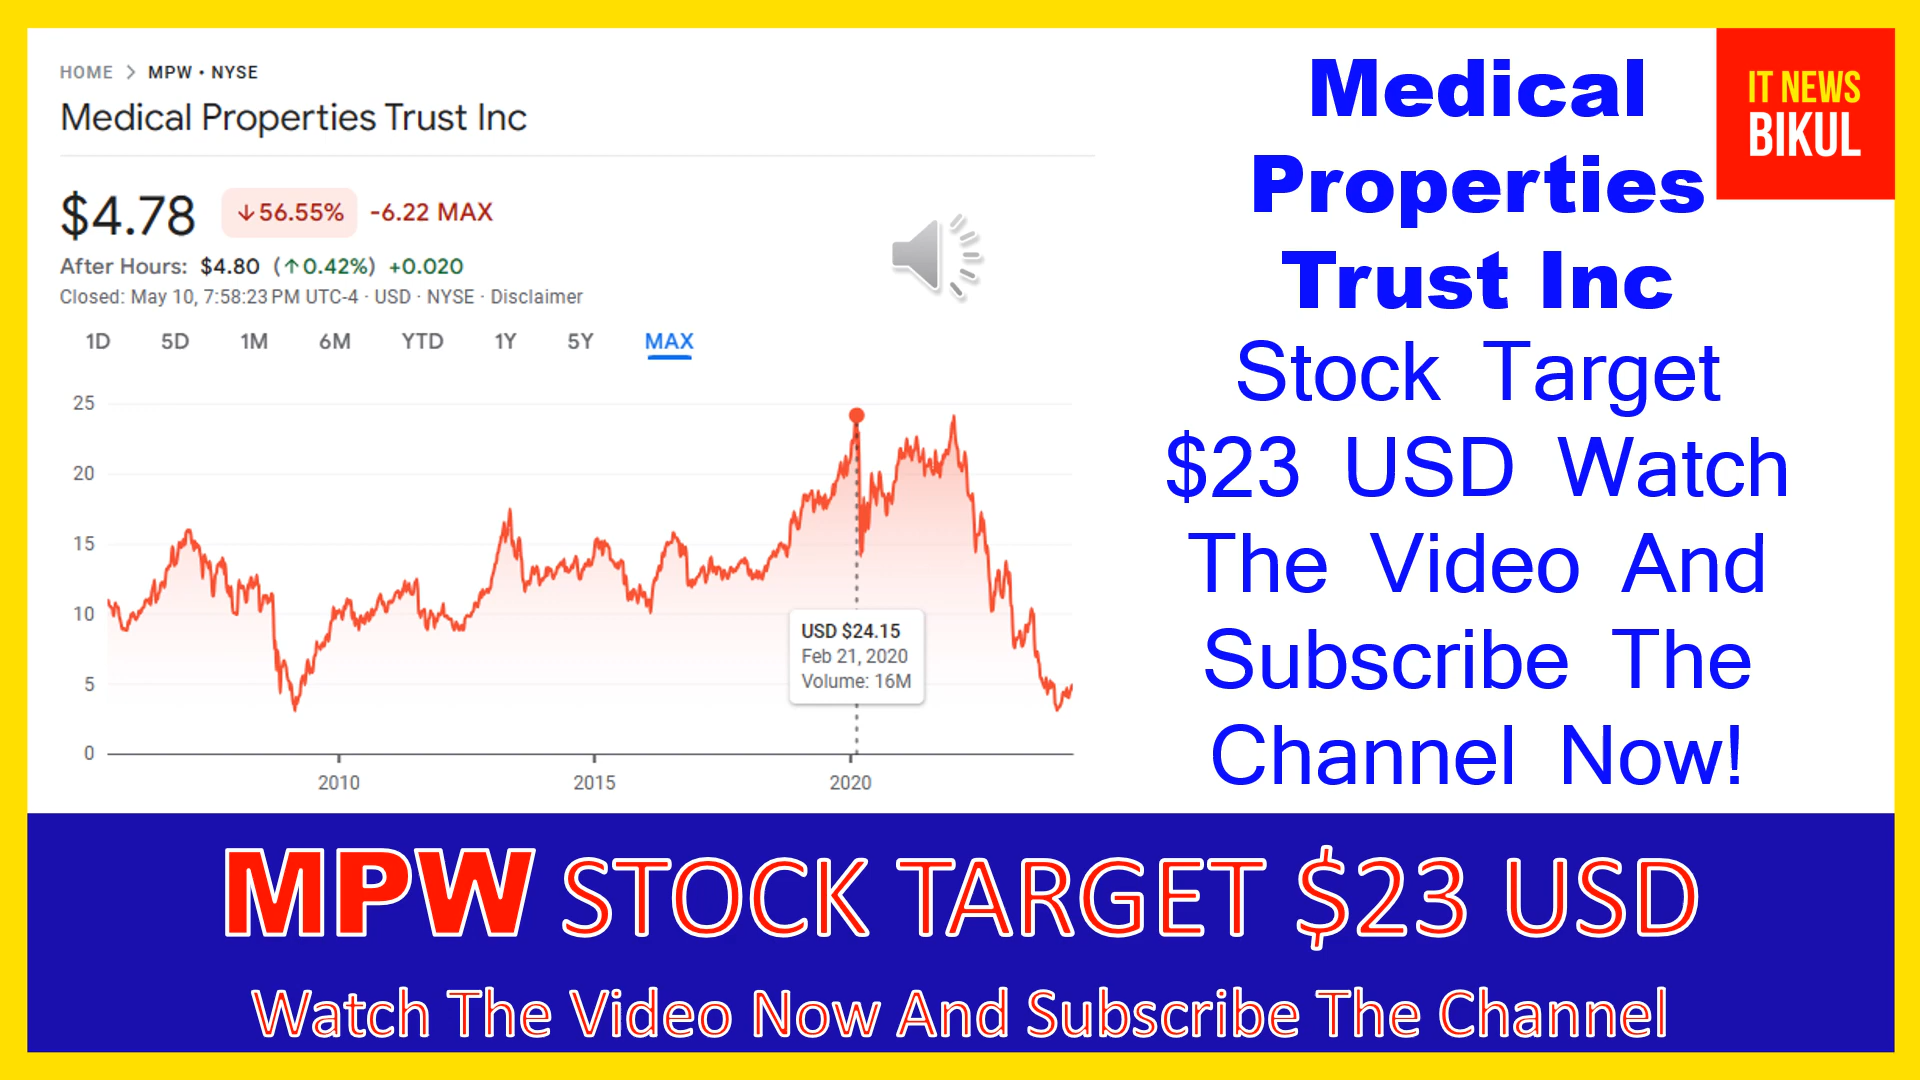 HOME > MPW • NYSE
Medical Properties Trust Inc
$4.78 ↓56.55% -6.22 MAX
After Hours: $4.80 (↑0.42%) +0.020
Closed: May 10, 7:58:23 PM UTC-4 · USD · NYSE · Disclaimer
1D 5D 1M 6M YTD 1Y 5Y MAX
25
20
15
10
5
0
USD $24.15
Feb 21, 2020
Volume: 16M
2010 2015 2020
Medical
Properties
Trust Inc
Stock Target
$23 USD Watch
The Video And
Subscribe The
Channel Now!
IT NEWS
BIKUL
MPW STOCK TARGET $23 USD
Watch The Video Now And Subscribe The Channel